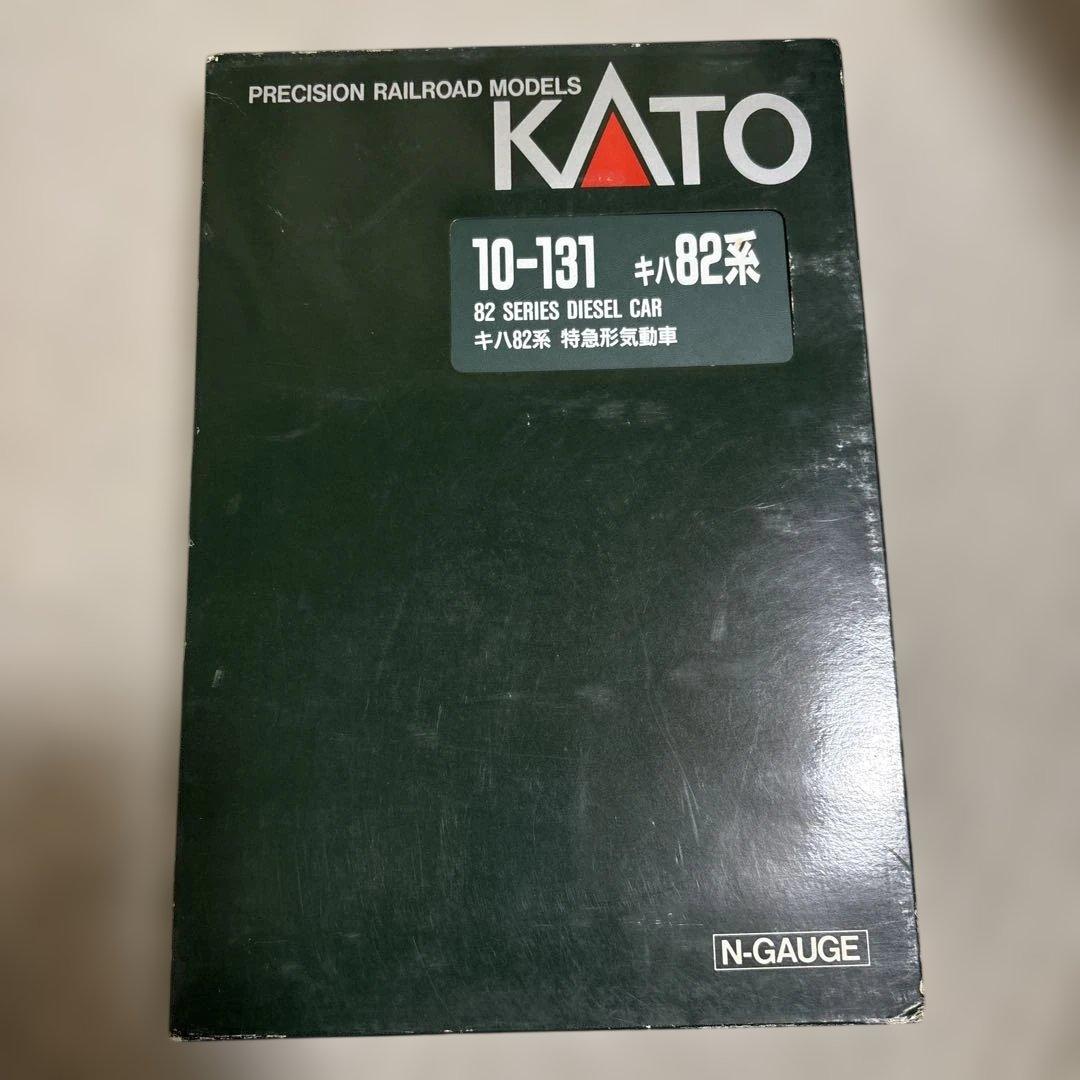 PRECISION RAILROAD MODELS
KATO
10-131 キハ82系
82 SERIES DIESEL CAR
キハ82系 特急形気動車
N-GAUGE